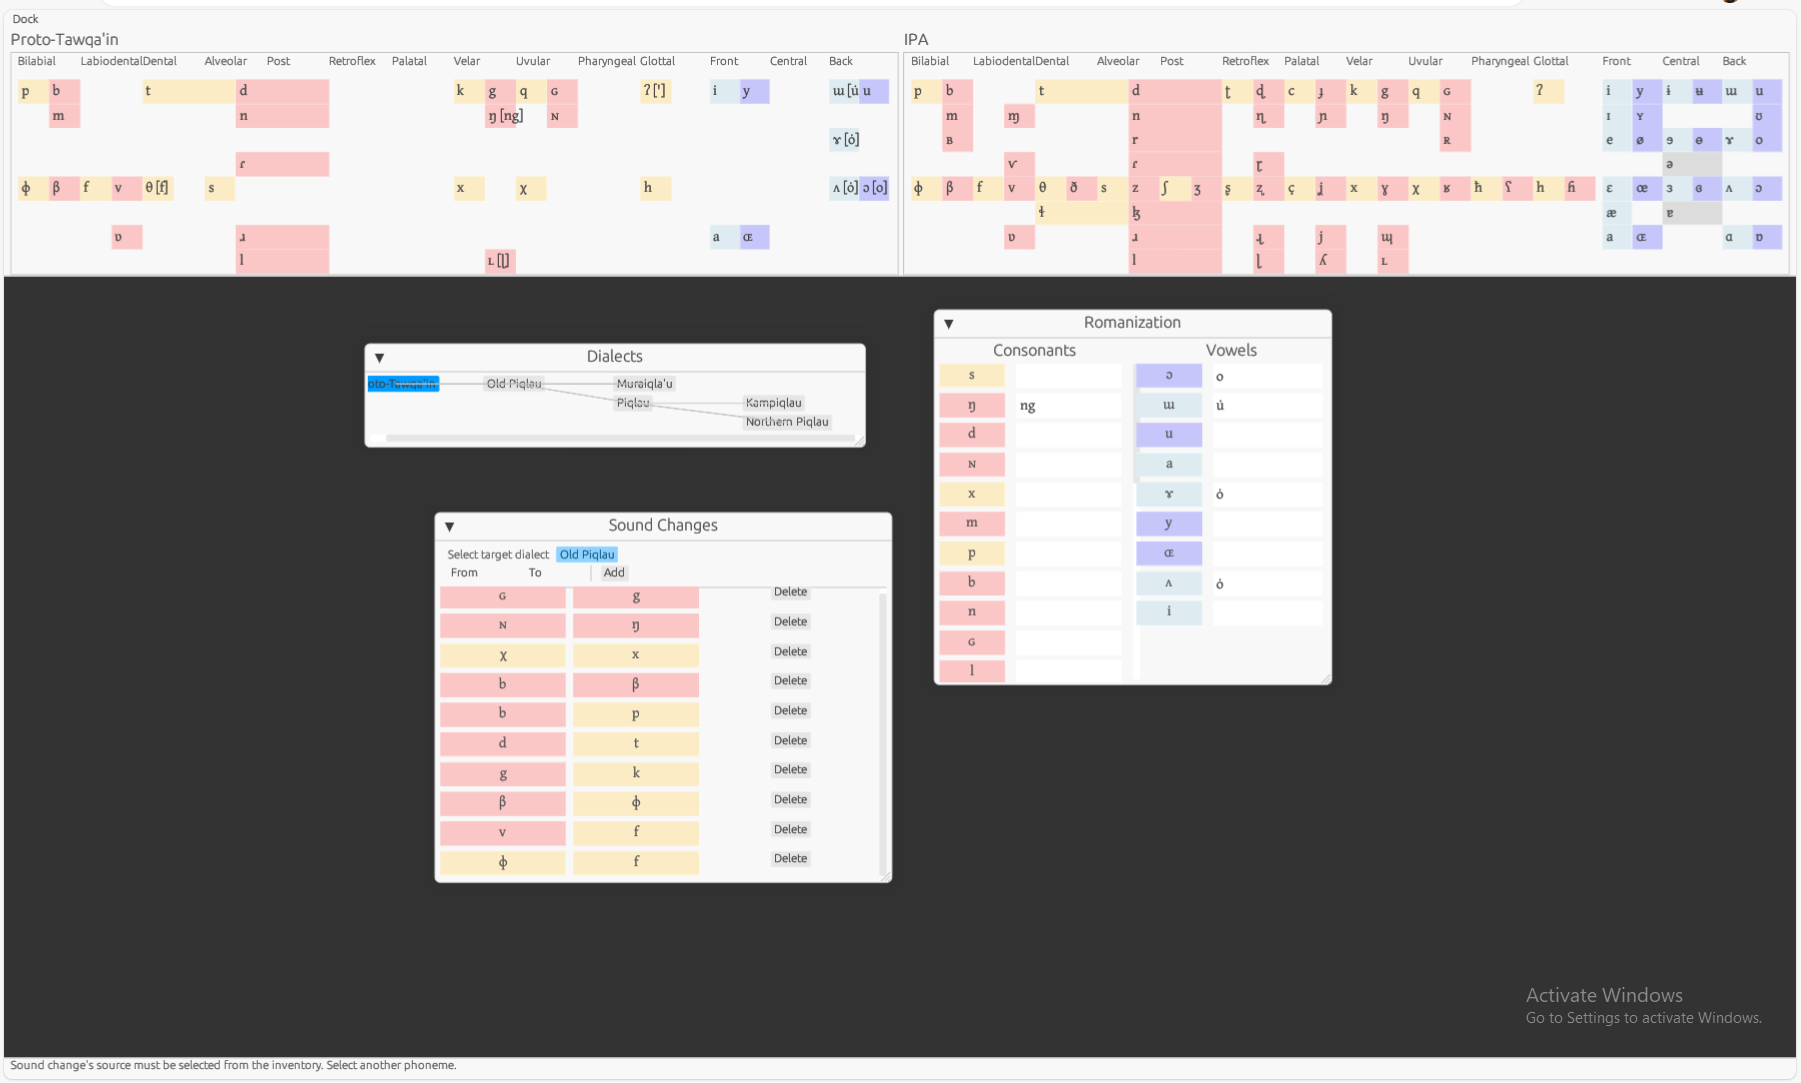 Dock
Proto-Tawqa'in
Bilabial Labiodental Dental Alveolar Post Retroflex Palatal Velar Uvular Pharyngeal Glottal Front Central Back
p b t d k g q ɢ ʔ ['] i y ɯ [u̇ u
m n ŋ [ng] ɴ
ɤ [ȯ]
ɾ
ɸ β f v θ [f] s x χ h ʌ [ȯ] ɔ [o]
ʋ ɹ a ɶ
l ʟ [l̰]
IPA
Bilabial Labiodental Dental Alveolar Post Retroflex Palatal Velar Uvular Pharyngeal Glottal Front Central Back
p b t d ʈ ɖ c ɟ k g q ɢ ʔ i y ɨ ʉ ɯ u
m ɱ n ɳ ɲ ŋ ɴ ɪ ʏ ʊ
ʙ r ʀ e ø ɘ ɵ ɤ o
ⱱ ɾ ɽ ə
ɸ β f v θ ð s z ʃ ʒ ʂ ʐ ç ʝ x ɣ χ ʁ ħ ʕ h ɦ ɛ œ ɜ ɞ ʌ ɔ
ɬ ɮ æ ɐ
ʋ ɹ ɻ j ɰ a ɶ ɑ ɒ
l ɭ ʎ ʟ
▼ Dialects
oto-Tawqa'in Old Piqlau Muraiqla'u
Piqlau Kampiqlau
Northern Piqlau
▼ Sound Changes
Select target dialect Old Piqlau
From To Add
ɢ g Delete
ɴ ŋ Delete
χ x Delete
b β Delete
b p Delete
d t Delete
g k Delete
β ɸ Delete
v f Delete
ɸ f Delete
▼ Romanization
Consonants Vowels
s ɔ o
ŋ ng ɯ u̇
d u
ɴ a
x ɤ ȯ
m y
p ɶ
b ʌ ȯ
n i
ɢ
l
Activate Windows
Go to Settings to activate Windows.
Sound change's source must be selected from the inventory. Select another phoneme.